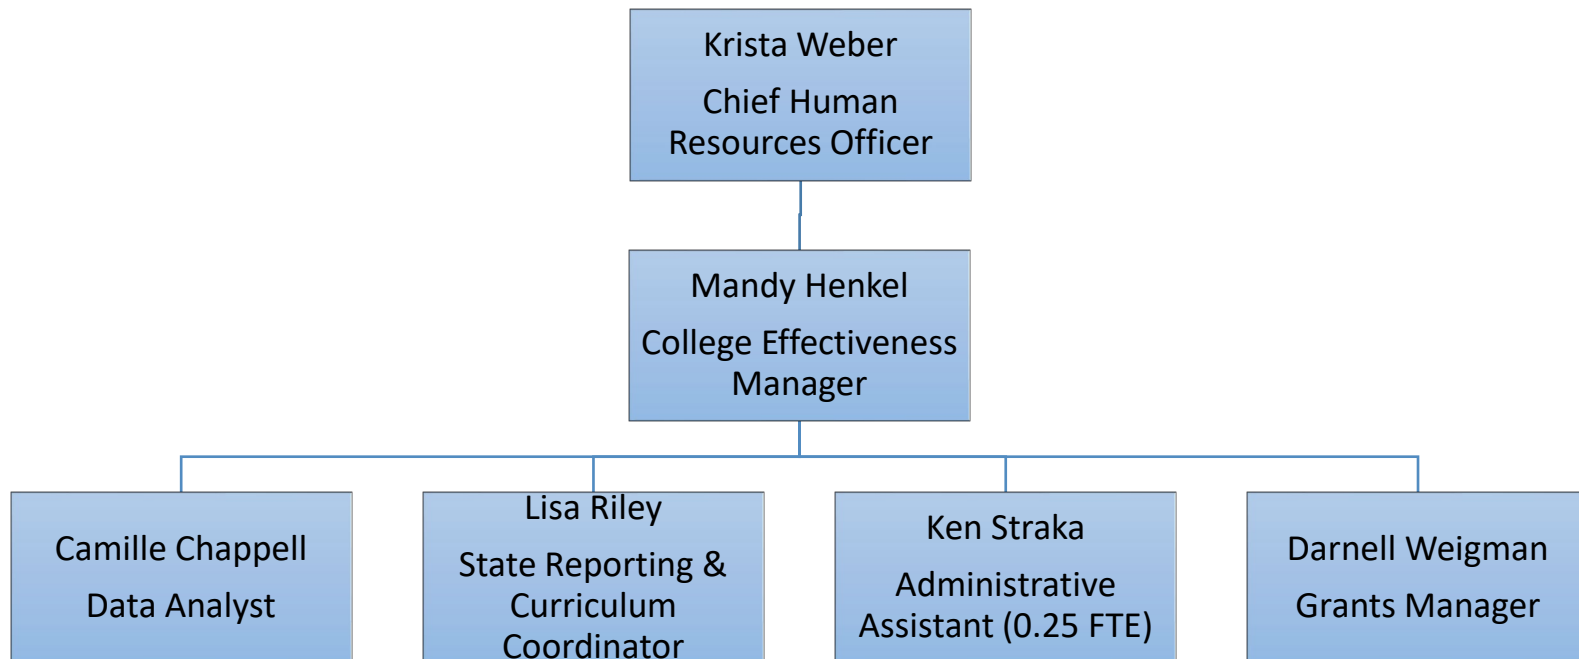 Krista Weber
Chief Human
Resources Officer
Mandy Henkel
College Effectiveness
Manager
Camille Chappell
Data Analyst
Lisa Riley
State Reporting &
Curriculum
Coordinator
Ken Straka
Administrative
Assistant (0.25 FTE)
Darnell Weigman
Grants Manager